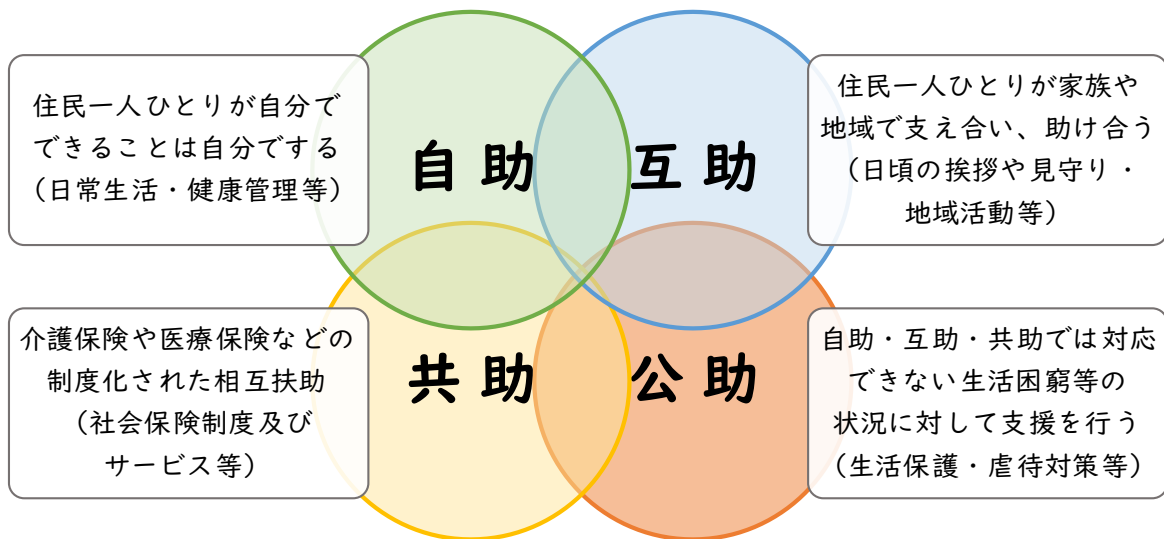 住民一人ひとりが自分で
できることは自分でする
（日常生活・健康管理等）
自助
互助
住民一人ひとりが家族や
地域で支え合い、助け合う
（日頃の挨拶や見守り・
地域活動等）
介護保険や医療保険などの
制度化された相互扶助
（社会保険制度及び
サービス等）
共助
公助
自助・互助・共助では対応
できない生活困窮等の
状況に対して支援を行う
（生活保護・虐待対策等）